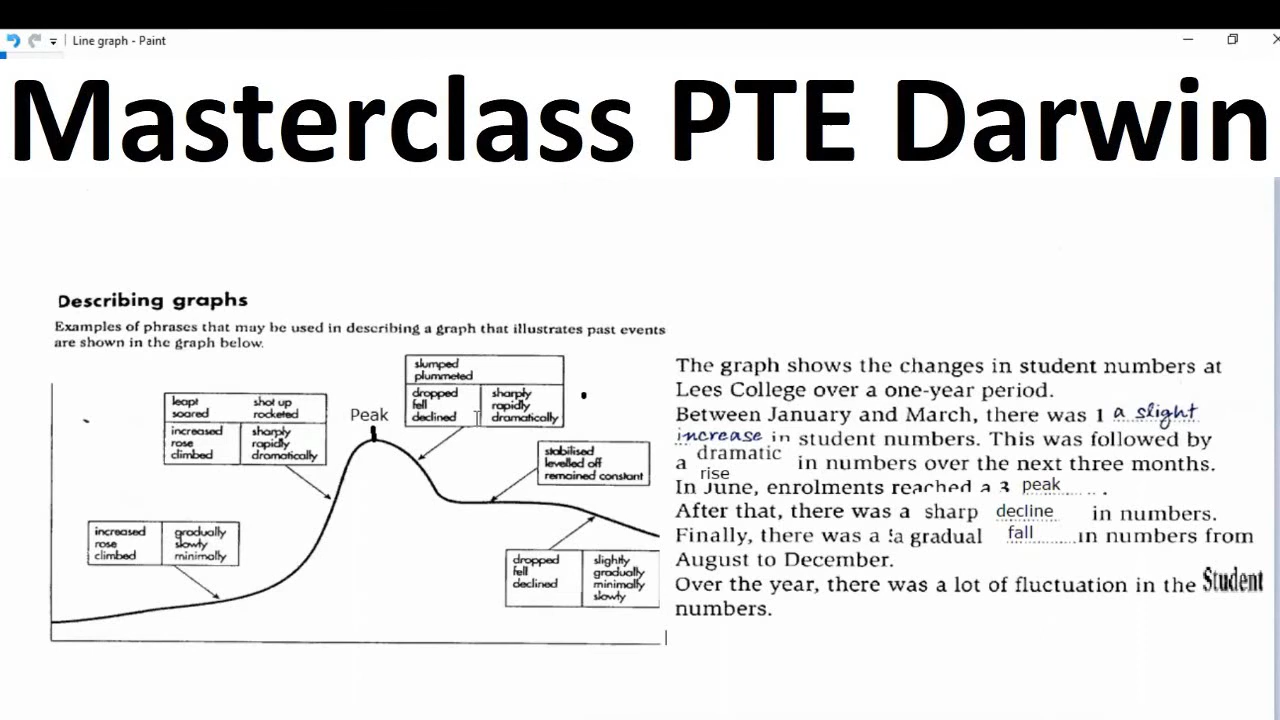 Line graph - Paint
Masterclass PTE Darwin
Describing graphs
Examples of phrases that may be used in describing a graph that illustrates past events
are shown in the graph below.
slumped
plummeted
dropped sharply
fell rapidly
declined dramatically
leapt shot up
soared rocketed
increased sharply
rose rapidly
climbed dramatically
Peak
stabilised
levelled off
remained constant
increased gradually
rose slowly
climbed minimally
dropped slightly
fell gradually
declined minimally
slowly
The graph shows the changes in student numbers at
Lees College over a one-year period.
Between January and March, there was 1 a slight
increase in student numbers. This was followed by
a dramatic rise in numbers over the next three months.
In June, enrolments reached a 3 peak .
After that, there was a sharp decline in numbers.
Finally, there was a !a gradual fall in numbers from
August to December.
Over the year, there was a lot of fluctuation in the Student
numbers.